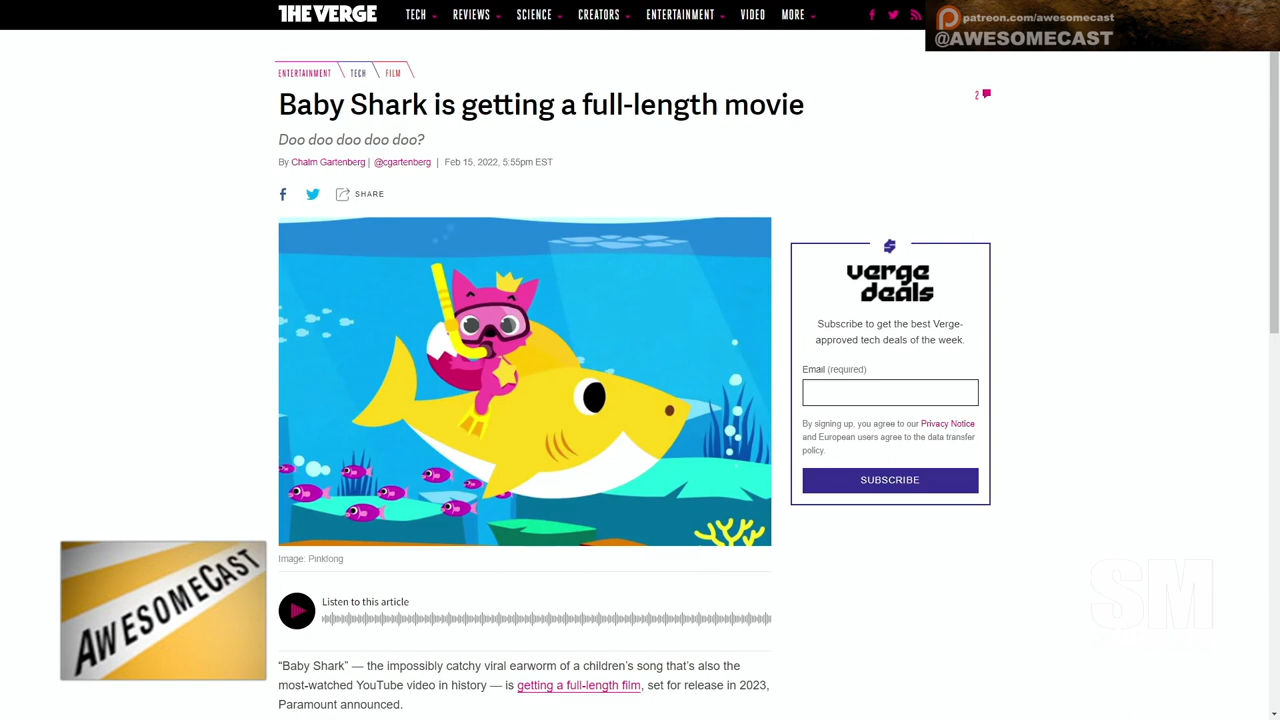 THE VERGE
TECH
REVIEWS
SCIENCE
CREATORS
ENTERTAINMENT
VIDEO
MORE
patreon.com/awesomecast
@AWESOMECAST
ENTERTAINMENT
TECH
FILM
Baby Shark is getting a full-length movie
2
Doo doo doo doo doo?
By Chaim Gartenberg | @cgartenberg | Feb 15, 2022, 5:55pm EST
SHARE
verge
deals
Subscribe to get the best Verge-
approved tech deals of the week.
Email (required)
By signing up, you agree to our Privacy Notice
and European users agree to the data transfer
policy.
SUBSCRIBE
Image: Pinkfong
AWESOMECAST
Listen to this article
SM
“Baby Shark” — the impossibly catchy viral earworm of a children’s song that’s also the
most-watched YouTube video in history — is getting a full-length film, set for release in 2023,
Paramount announced.